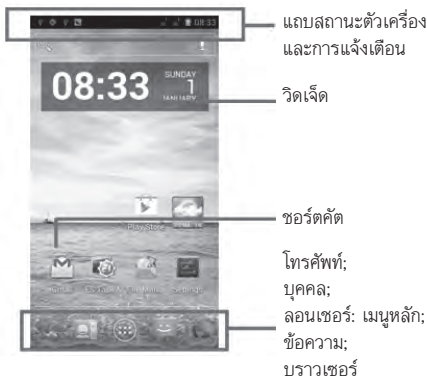 08:33
แถบสถานะตัวเครื่อง
และการแจ้งเตือน
08:33
SUNDAY
1
JANUARY
วิดเจ็ด
Play Store
ชอร์ตคัต
Settings
โทรศัพท์;
บุคคล;
ลอนเชอร์: เมนูหลัก;
ข้อความ;
บราวเซอร์